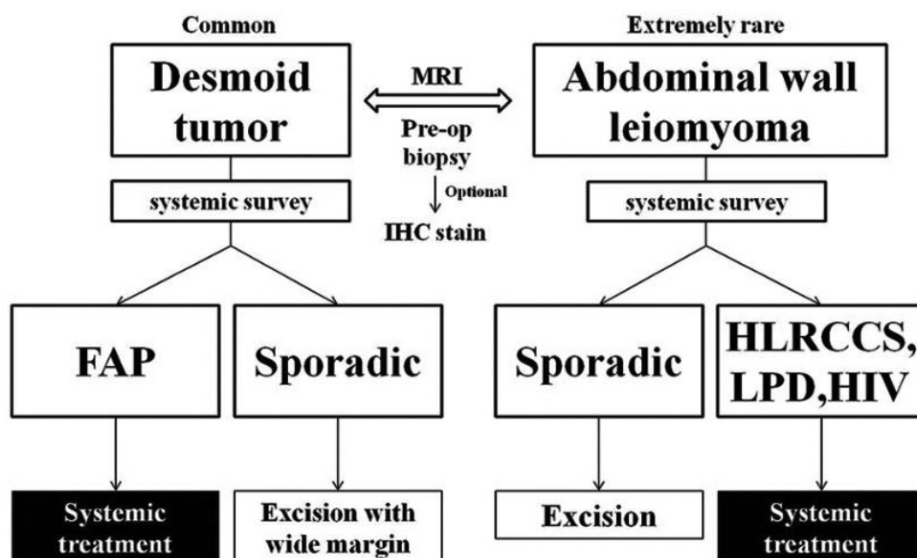 Common
Desmoid
tumor
MRI
Pre-op
biopsy
Optional
IHC stain
Extremely rare
Abdominal wall
leiomyoma
systemic survey
systemic survey
FAP
Sporadic
Sporadic
HLRCCS,
LPD,HIV
Systemic
treatment
Excision with
wide margin
Excision
Systemic
treatment